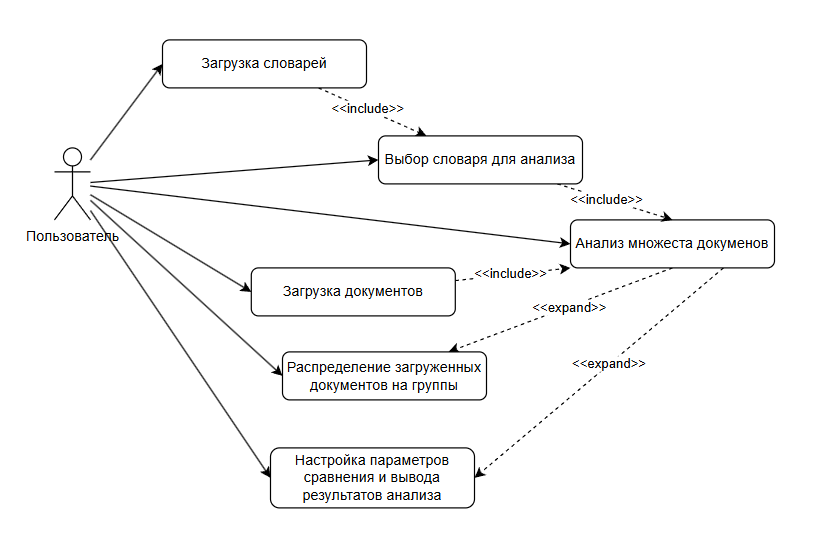 Загрузка словарей
<<include>>
Выбор словаря для анализа
<<include>>
Пользователь
Анализ множеста докуменов
<<include>>
Загрузка документов
<<expand>>
Распределение загруженных
документов на группы
<<expand>>
Настройка параметров
сравнения и вывода
результатов анализа